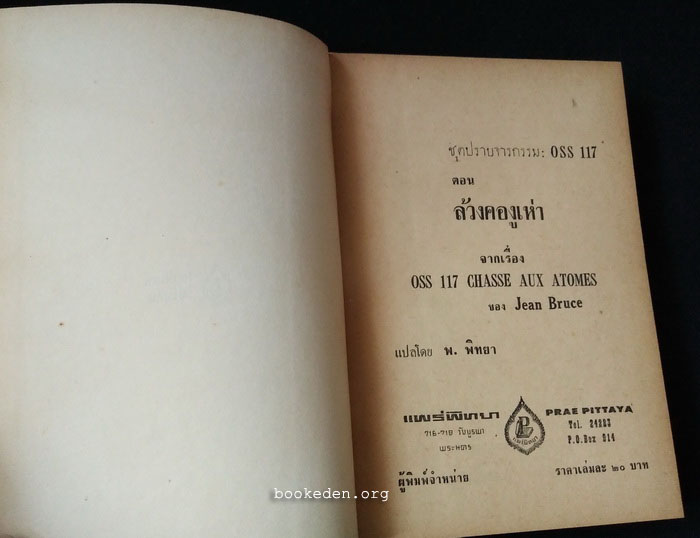 ชุดปราบจารกรรม: OSS 117
ตอน
ล้วงคองูเห่า
จากเรื่อง
OSS 117 CHASSE AUX ATOMES
ของ Jean Bruce
แปลโดย พ. พิทยา
แพร่พิทยา
716-718 วังบูรพา
พระนคร
PRAE PITTAYA
Tel. 24283
P.O.Box 914
ผู้พิมพ์จำหน่าย
ราคาเล่มละ ๒๐ บาท
bookeden.org